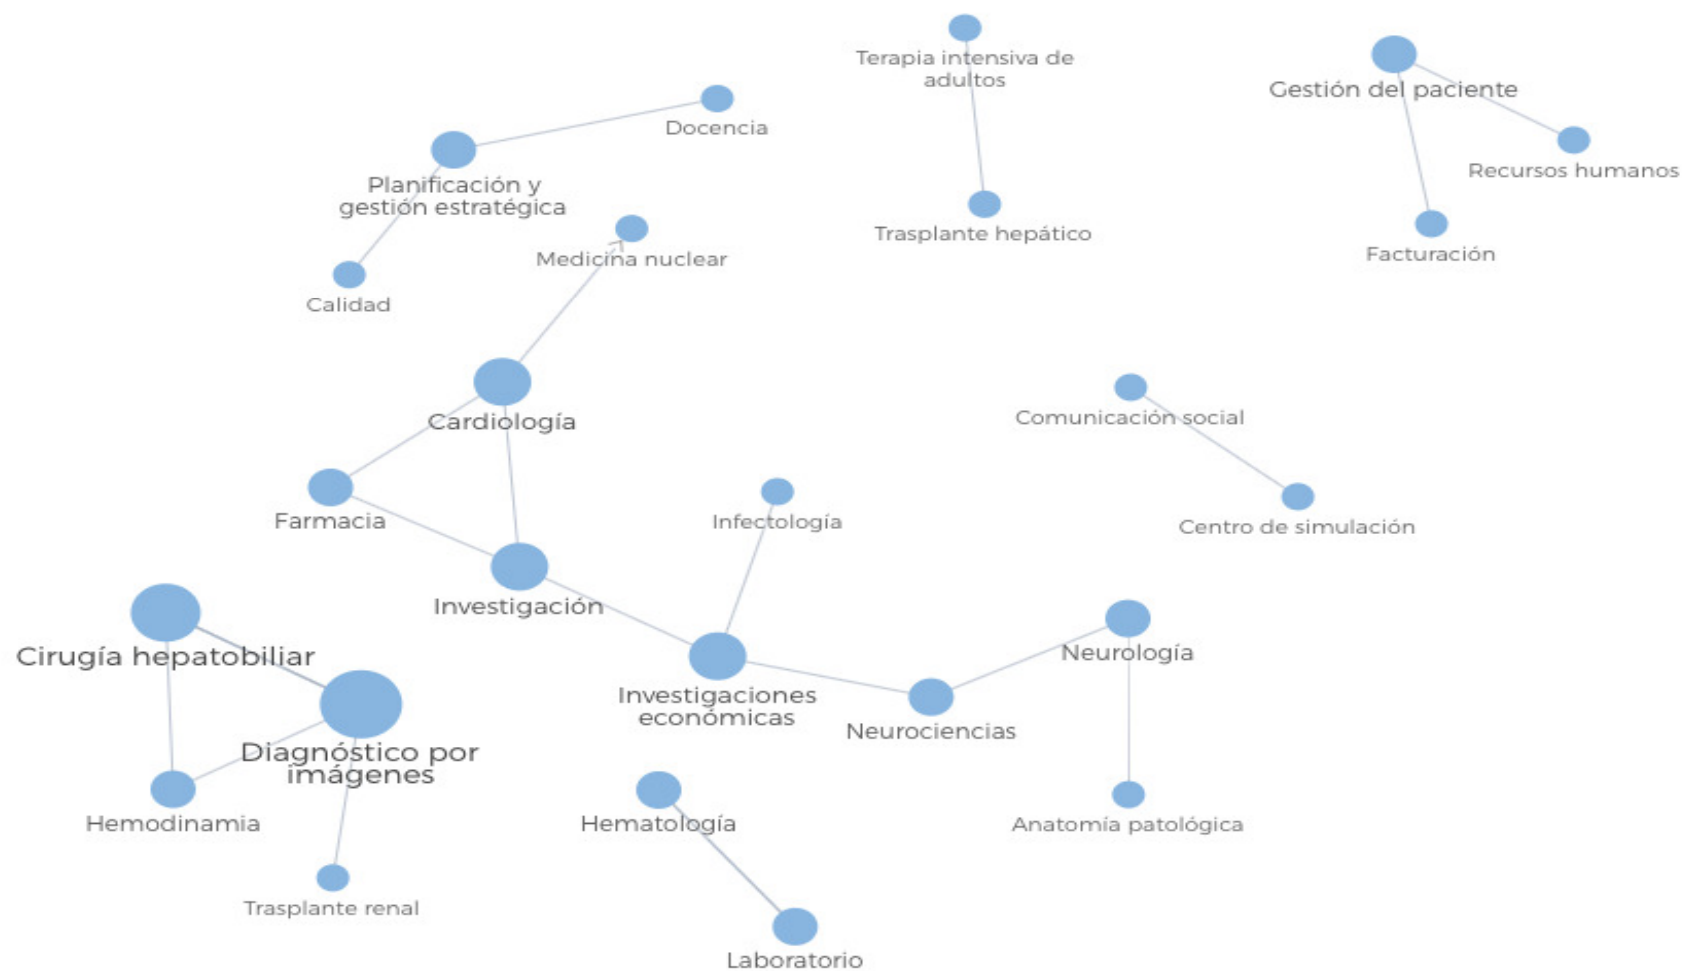 Terapia intensiva de
adultos
Gestión del paciente
Docencia
Recursos humanos
Planificación y
gestión estratégica
Trasplante hepático
Facturación
Medicina nuclear
Calidad
Cardiología
Comunicación social
Farmacia
Infectología
Centro de simulación
Investigación
Cirugía hepatobiliar
Neurología
Investigaciones
económicas
Neurociencias
Diagnóstico por
imágenes
Hemodinamia
Hematología
Anatomía patológica
Trasplante renal
Laboratorio